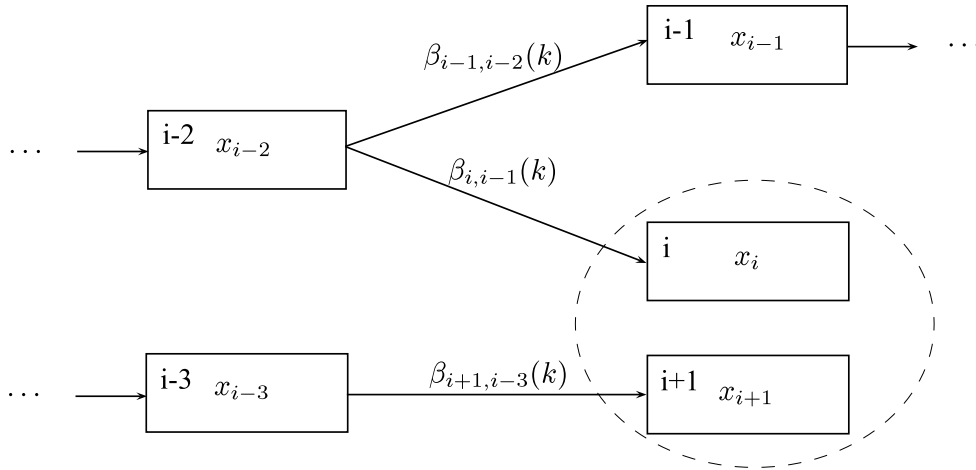 i-1 x_{i-1} ···
β_{i-1,i-2}(k)
··· i-2 x_{i-2}
β_{i,i-1}(k)
i x_i
··· i-3 x_{i-3} β_{i+1,i-3}(k) i+1 x_{i+1}